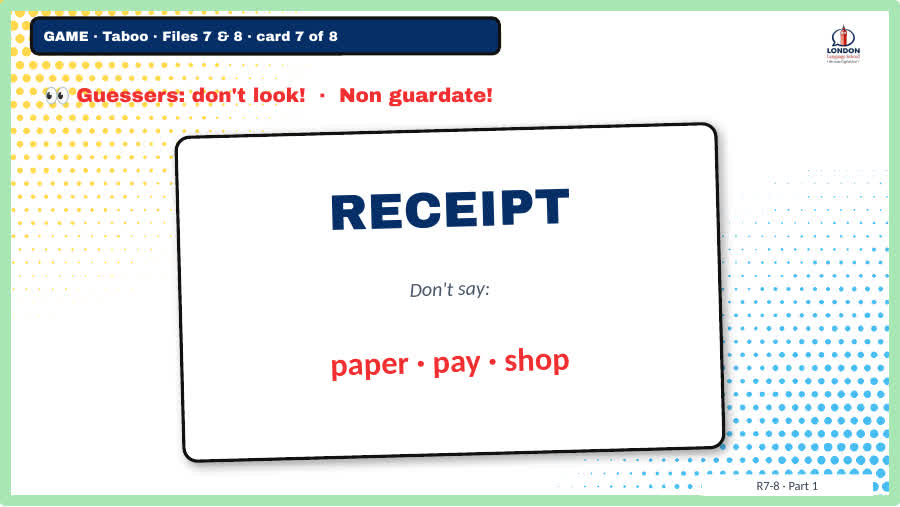 GAME · Taboo · Files 7 & 8 · card 7 of 8
LONDON
Language School
👀 Guessers: don't look! · Non guardate!
RECEIPT
Don't say:
paper · pay · shop
R7-8 · Part 1